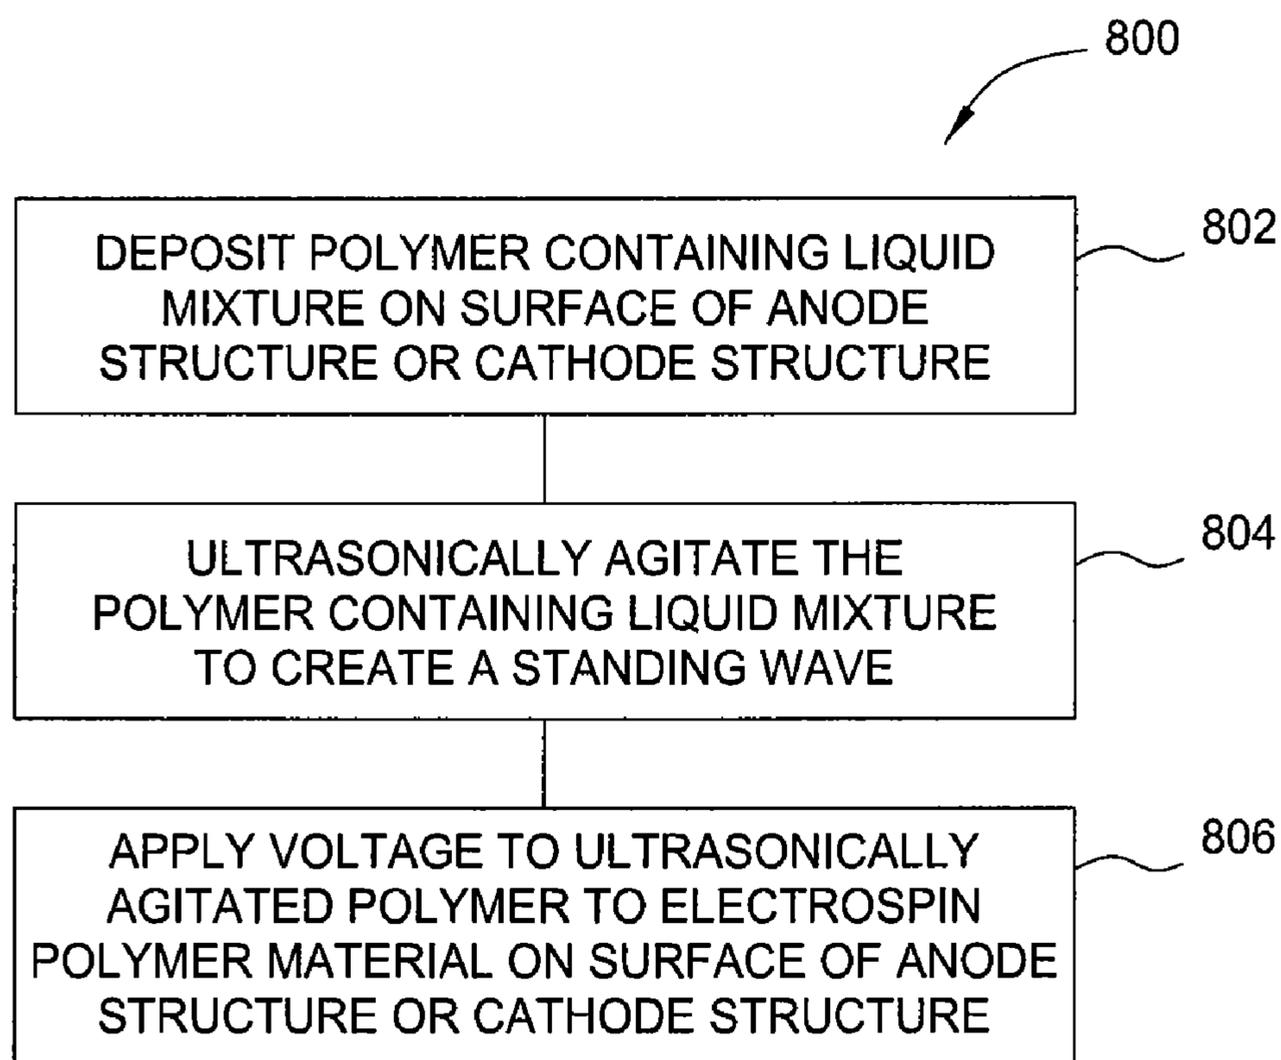 800
802
DEPOSIT POLYMER CONTAINING LIQUID
MIXTURE ON SURFACE OF ANODE
STRUCTURE OR CATHODE STRUCTURE
804
ULTRASONICALLY AGITATE THE
POLYMER CONTAINING LIQUID MIXTURE
TO CREATE A STANDING WAVE
806
APPLY VOLTAGE TO ULTRASONICALLY
AGITATED POLYMER TO ELECTROSPIN
POLYMER MATERIAL ON SURFACE OF ANODE
STRUCTURE OR CATHODE STRUCTURE